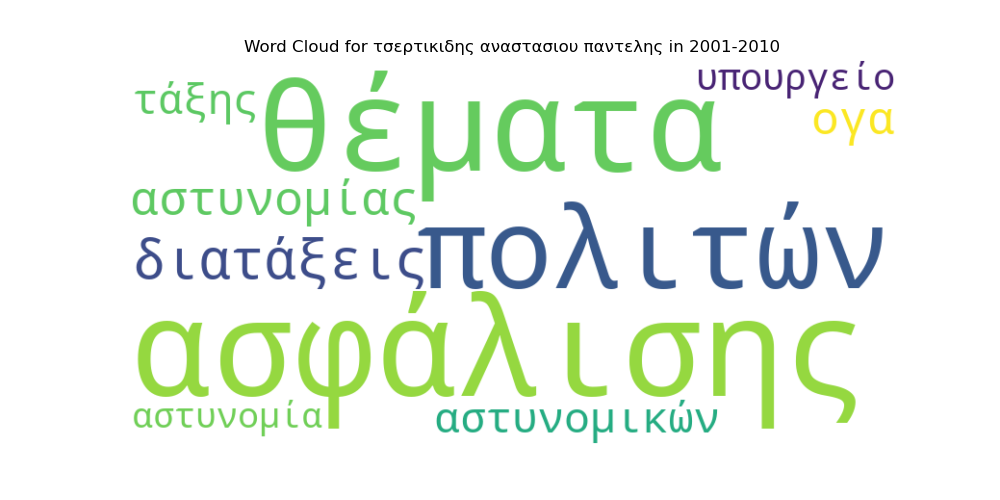 Word Cloud for τσερτικιδης αναστασιου παντελης in 2001-2010
υπουργείο
τάξης
θέματα
ογα
αστυνομίας
πολιτών
διατάξεις
ασφάλισης
αστυνομία
αστυνομικών